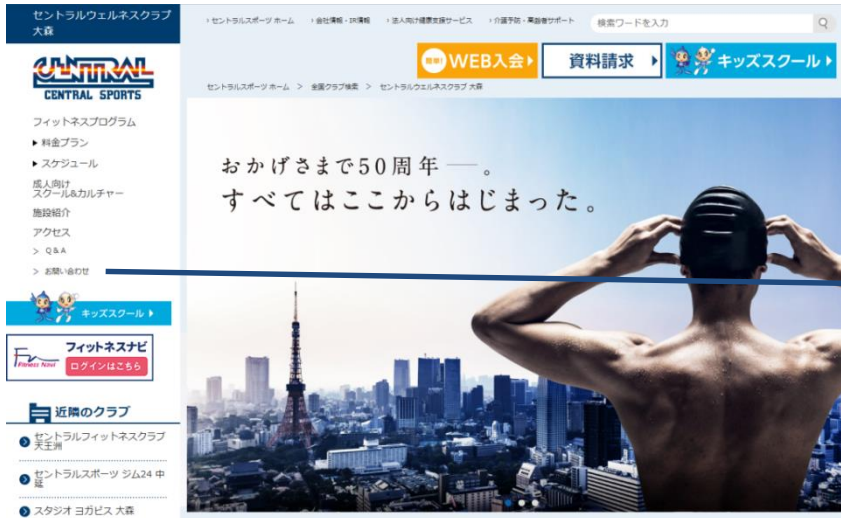 セントラルウェルネスクラブ
大森
CENTRAL
CENTRAL SPORTS
フィットネスプログラム
▶ 料金プラン
▶ スケジュール
成人向け
スクール&カルチャー
施設紹介
アクセス
> Q&A
> お問い合わせ
キッズスクール ▶
フィットネスナビ
Fitness Navi
ログインはこちら
近隣のクラブ
セントラルフィットネスクラブ
天王洲
セントラルスポーツ ジム24 中
延
スタジオ ヨガピス 大森
› セントラルスポーツ ホーム › 会社情報・IR情報 › 法人向け健康支援サービス › 介護予防・高齢者サポート
検索ワードを入力
簡単! WEB入会 ▶
資料請求 ▶
キッズスクール ▶
セントラルスポーツ ホーム > 全国クラブ検索 > セントラルウェルネスクラブ 大森
おかげさまで50周年──。
すべてはここからはじまった。